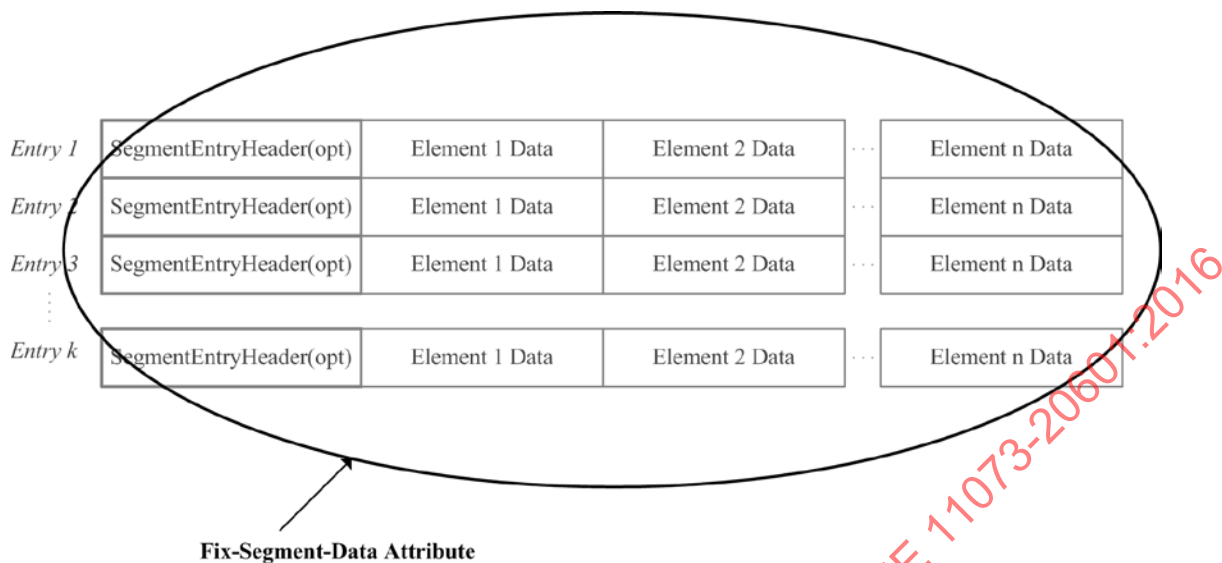 Entry 1 SegmentEntryHeader(opt) Element 1 Data Element 2 Data ... Element n Data
Entry 2 SegmentEntryHeader(opt) Element 1 Data Element 2 Data ... Element n Data
Entry 3 SegmentEntryHeader(opt) Element 1 Data Element 2 Data ... Element n Data
Entry k SegmentEntryHeader(opt) Element 1 Data Element 2 Data ... Element n Data
Fix-Segment-Data Attribute
11073-20601:2016